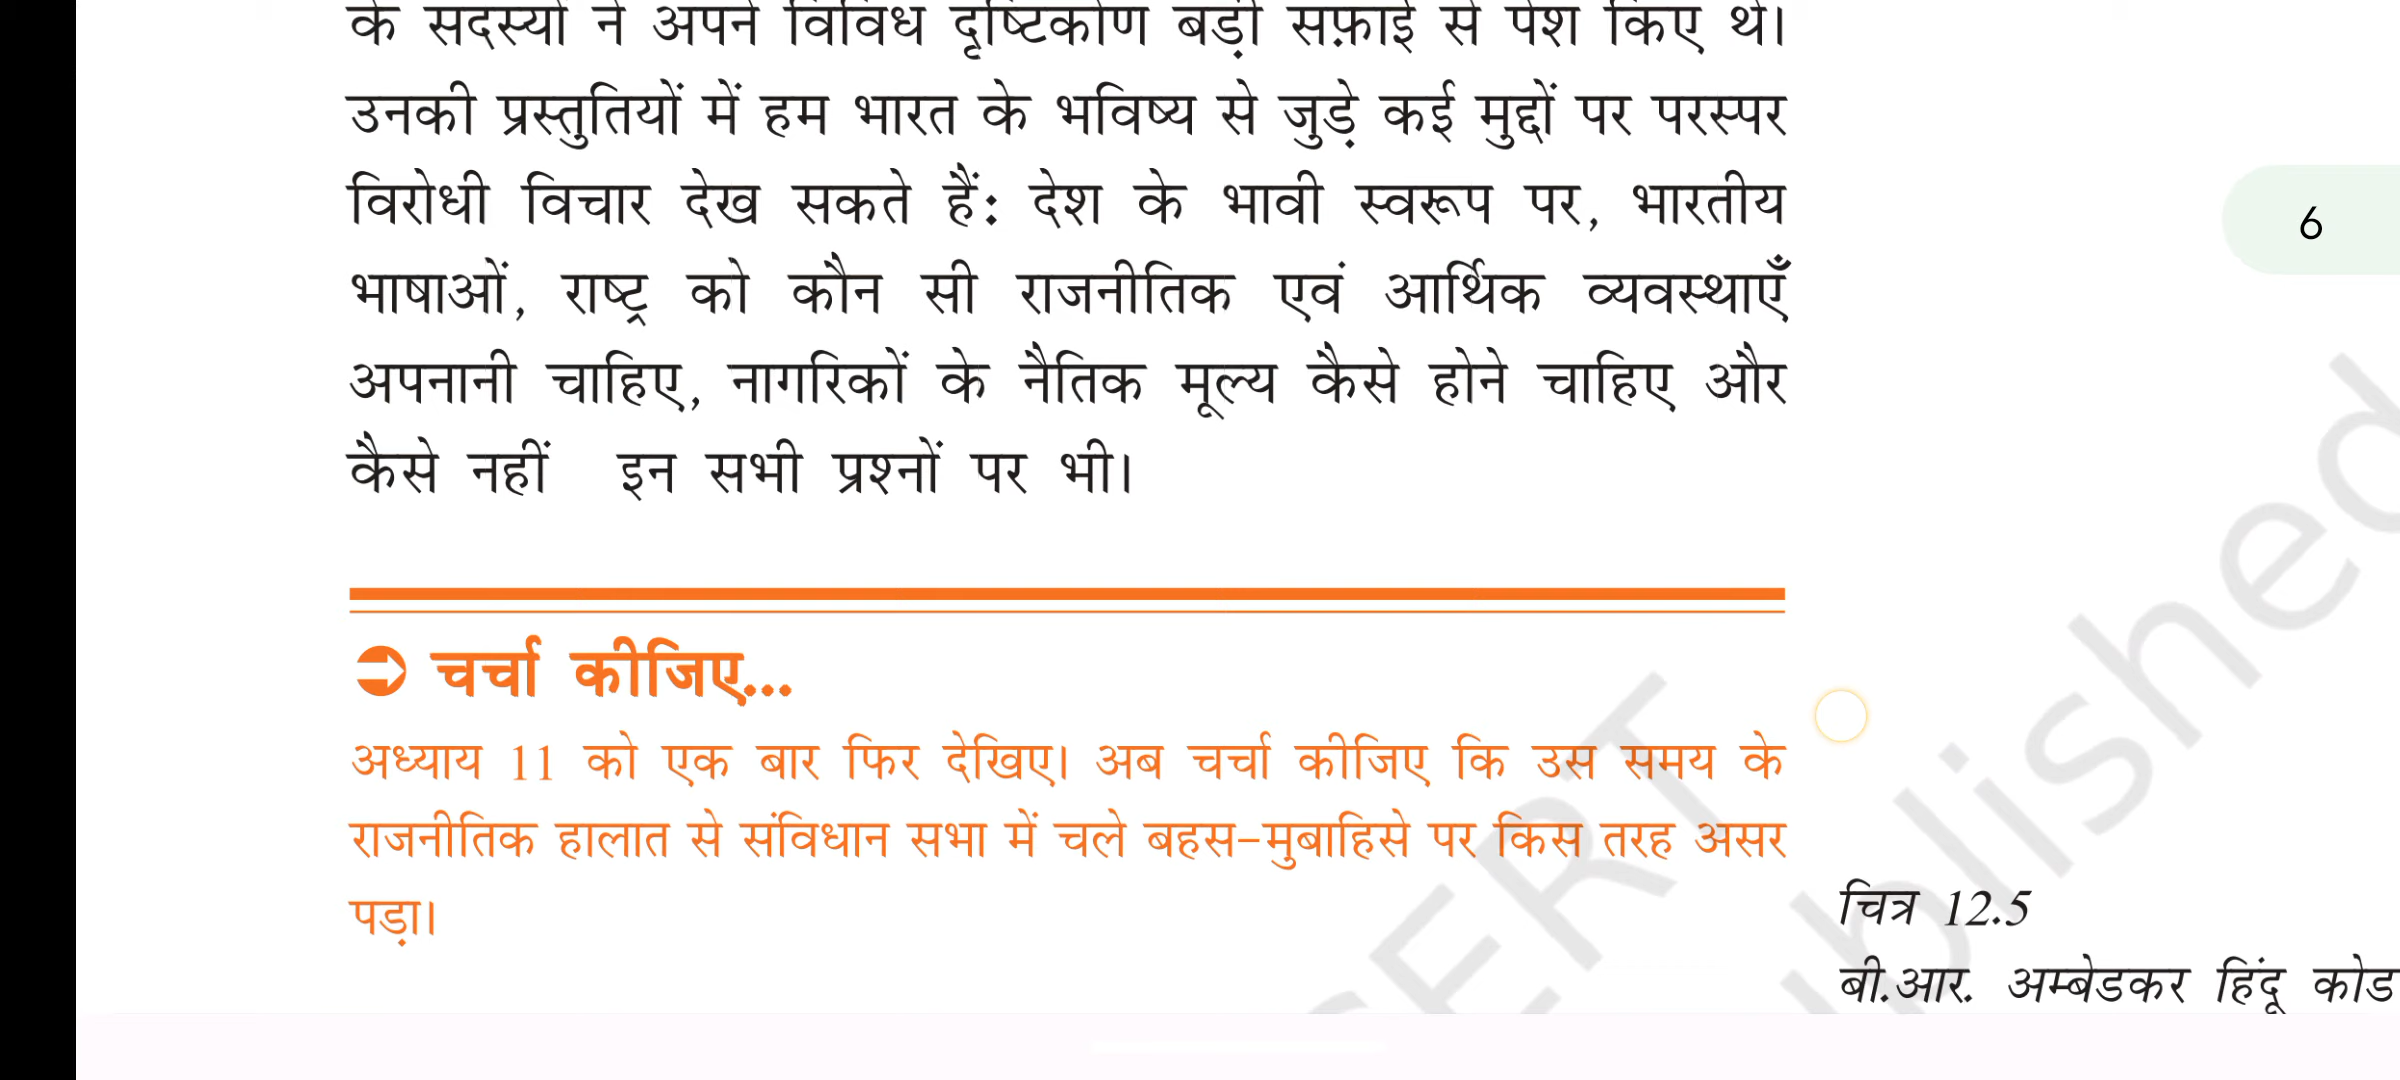 के सदस्यों ने अपने विविध दृष्टिकोण बड़ी सफ़ाई से पेश किए थे।
उनकी प्रस्तुतियों में हम भारत के भविष्य से जुड़े कई मुद्दों पर परस्पर
विरोधी विचार देख सकते हैं: देश के भावी स्वरूप पर, भारतीय
भाषाओं, राष्ट्र को कौन सी राजनीतिक एवं आर्थिक व्यवस्थाएँ
अपनानी चाहिए, नागरिकों के नैतिक मूल्य कैसे होने चाहिए और
कैसे नहीं इन सभी प्रश्नों पर भी।
6
चर्चा कीजिए...
अध्याय 11 को एक बार फिर देखिए। अब चर्चा कीजिए कि उस समय के
राजनीतिक हालात से संविधान सभा में चले बहस-मुबाहिसे पर किस तरह असर
पड़ा।
चित्र 12.5
बी.आर. अम्बेडकर हिंदू कोड
ERT
blished